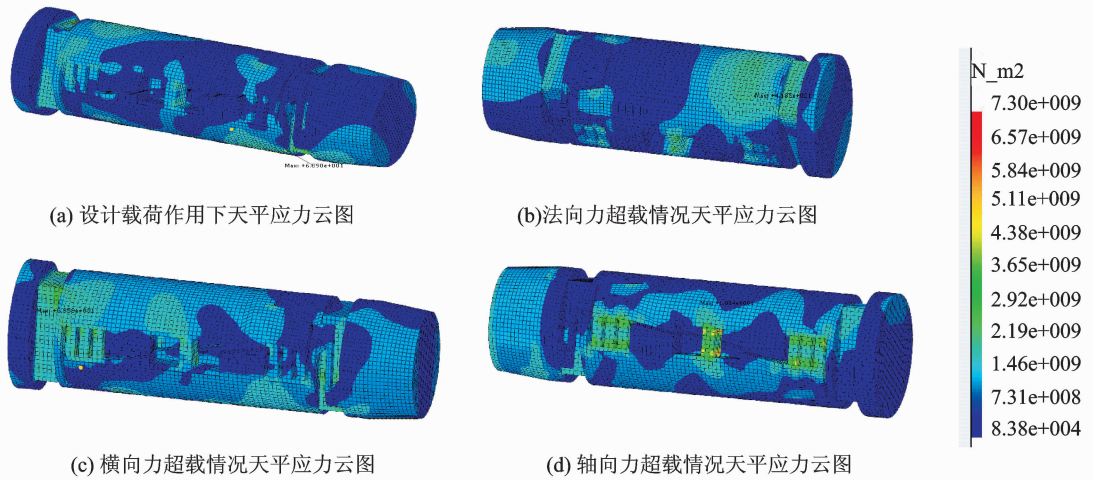 Max: +6.090e+001
(a) 设计载荷作用下天平应力云图
(b)法向力超载情况天平应力云图
(c) 横向力超载情况天平应力云图
(d) 轴向力超载情况天平应力云图
N_m2
7.30e+009
6.57e+009
5.84e+009
5.11e+009
4.38e+009
3.65e+009
2.92e+009
2.19e+009
1.46e+009
7.31e+008
8.38e+004